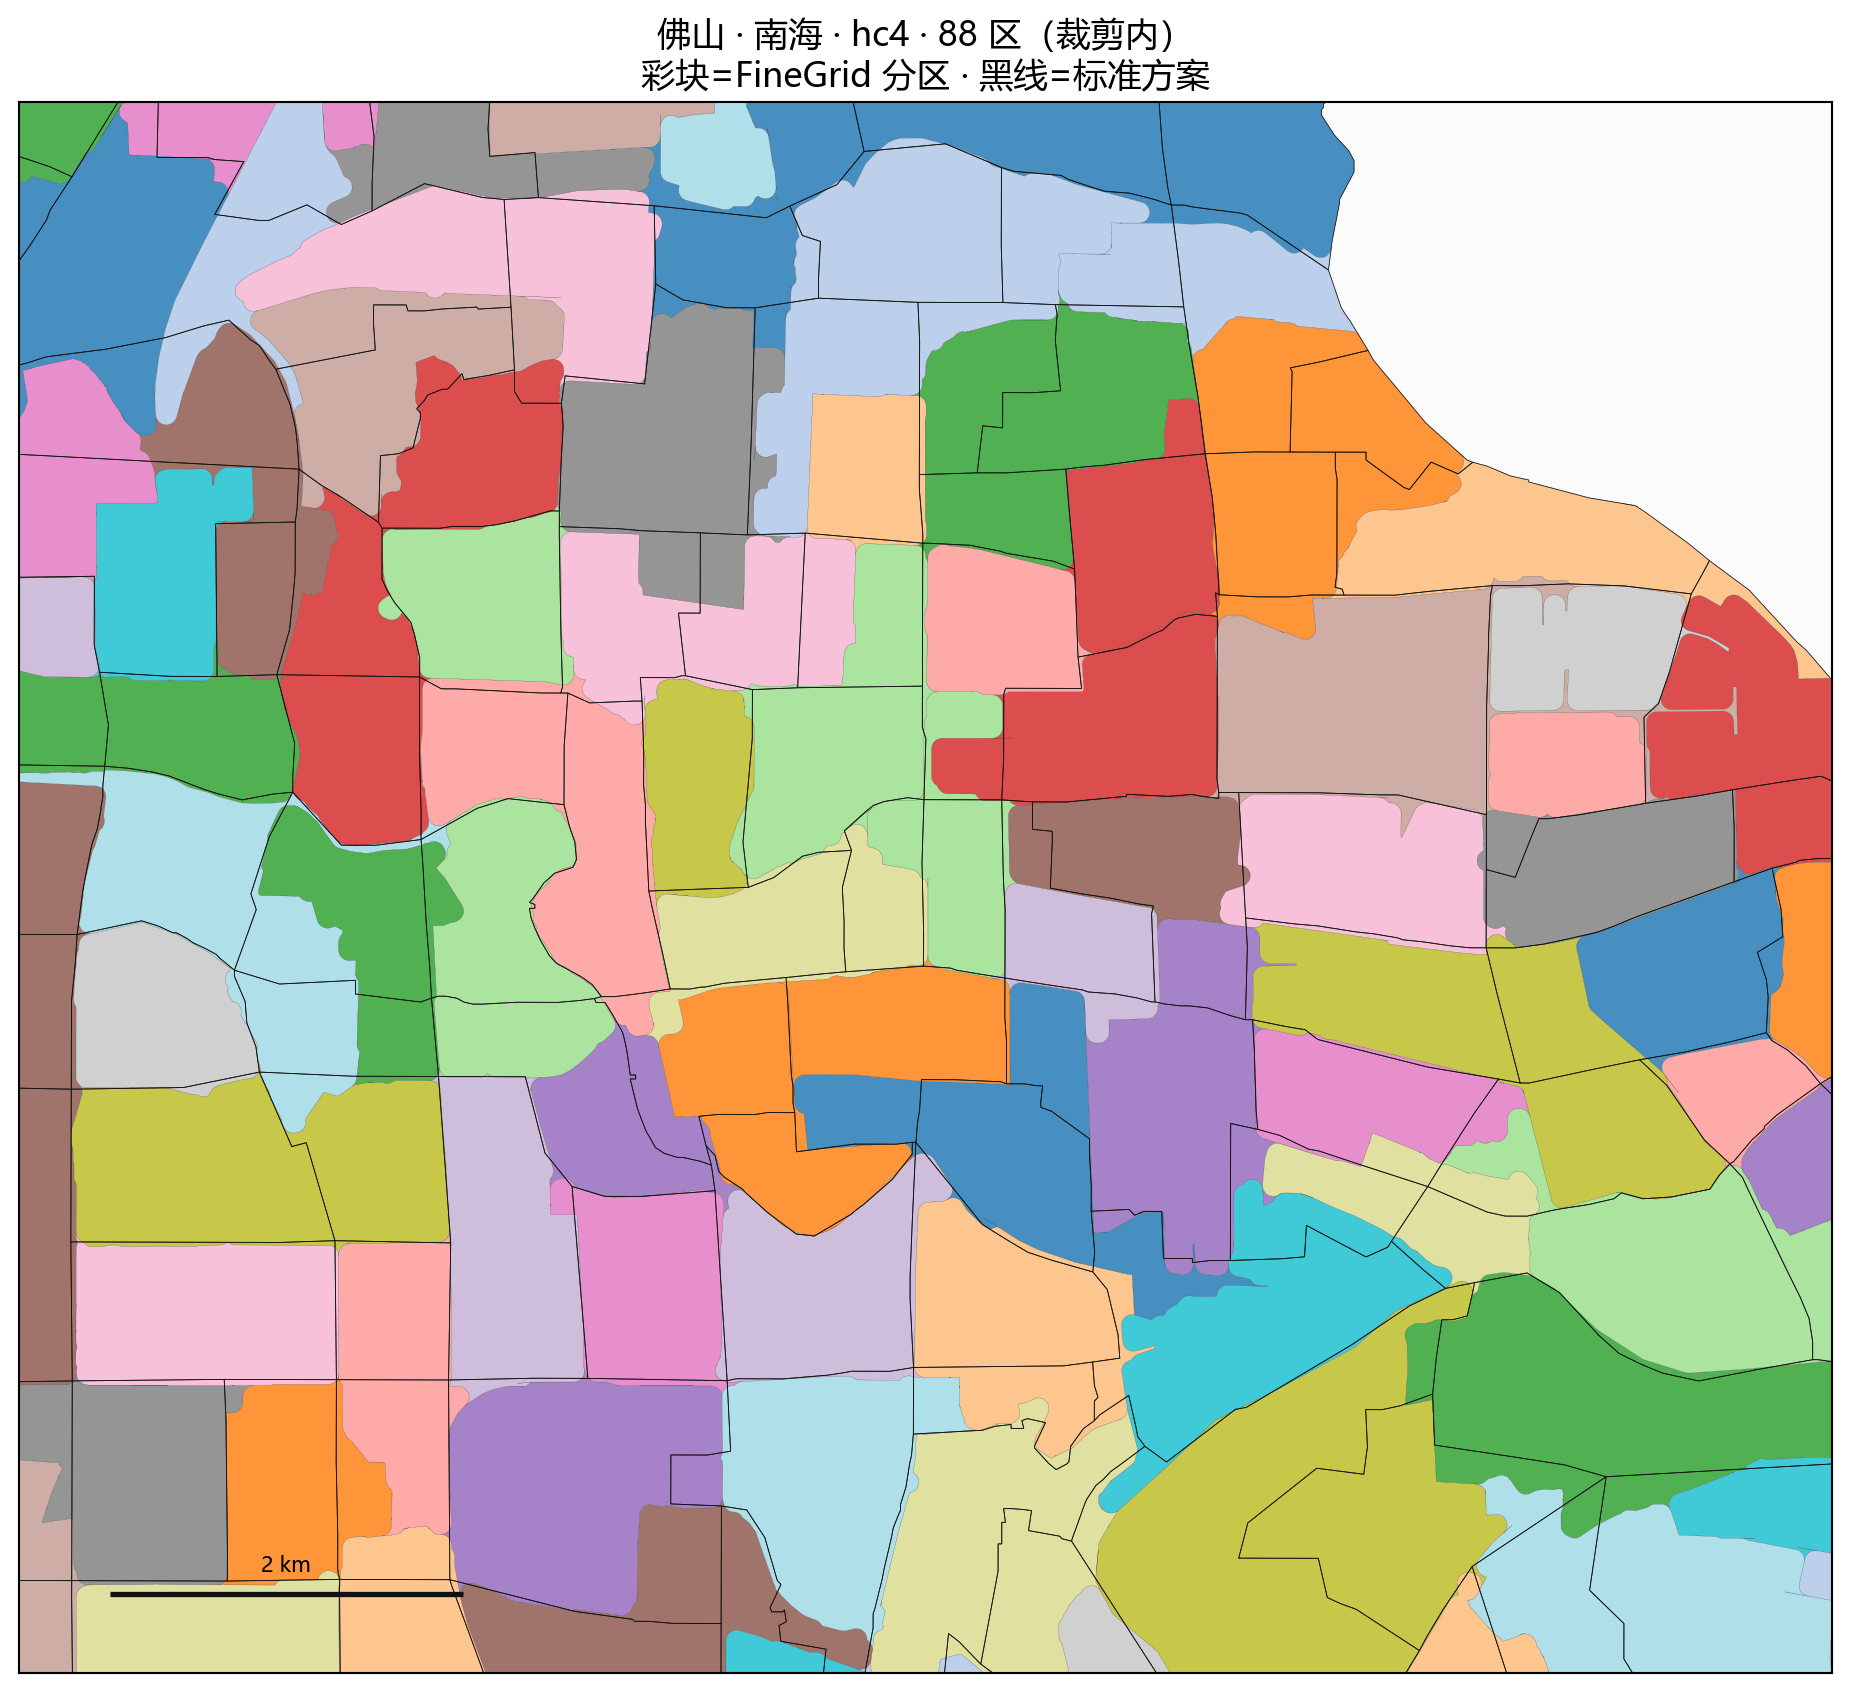 佛山 · 南海 · hc4 · 88 区（裁剪内）
彩块=FineGrid 分区 · 黑线=标准方案
2 km